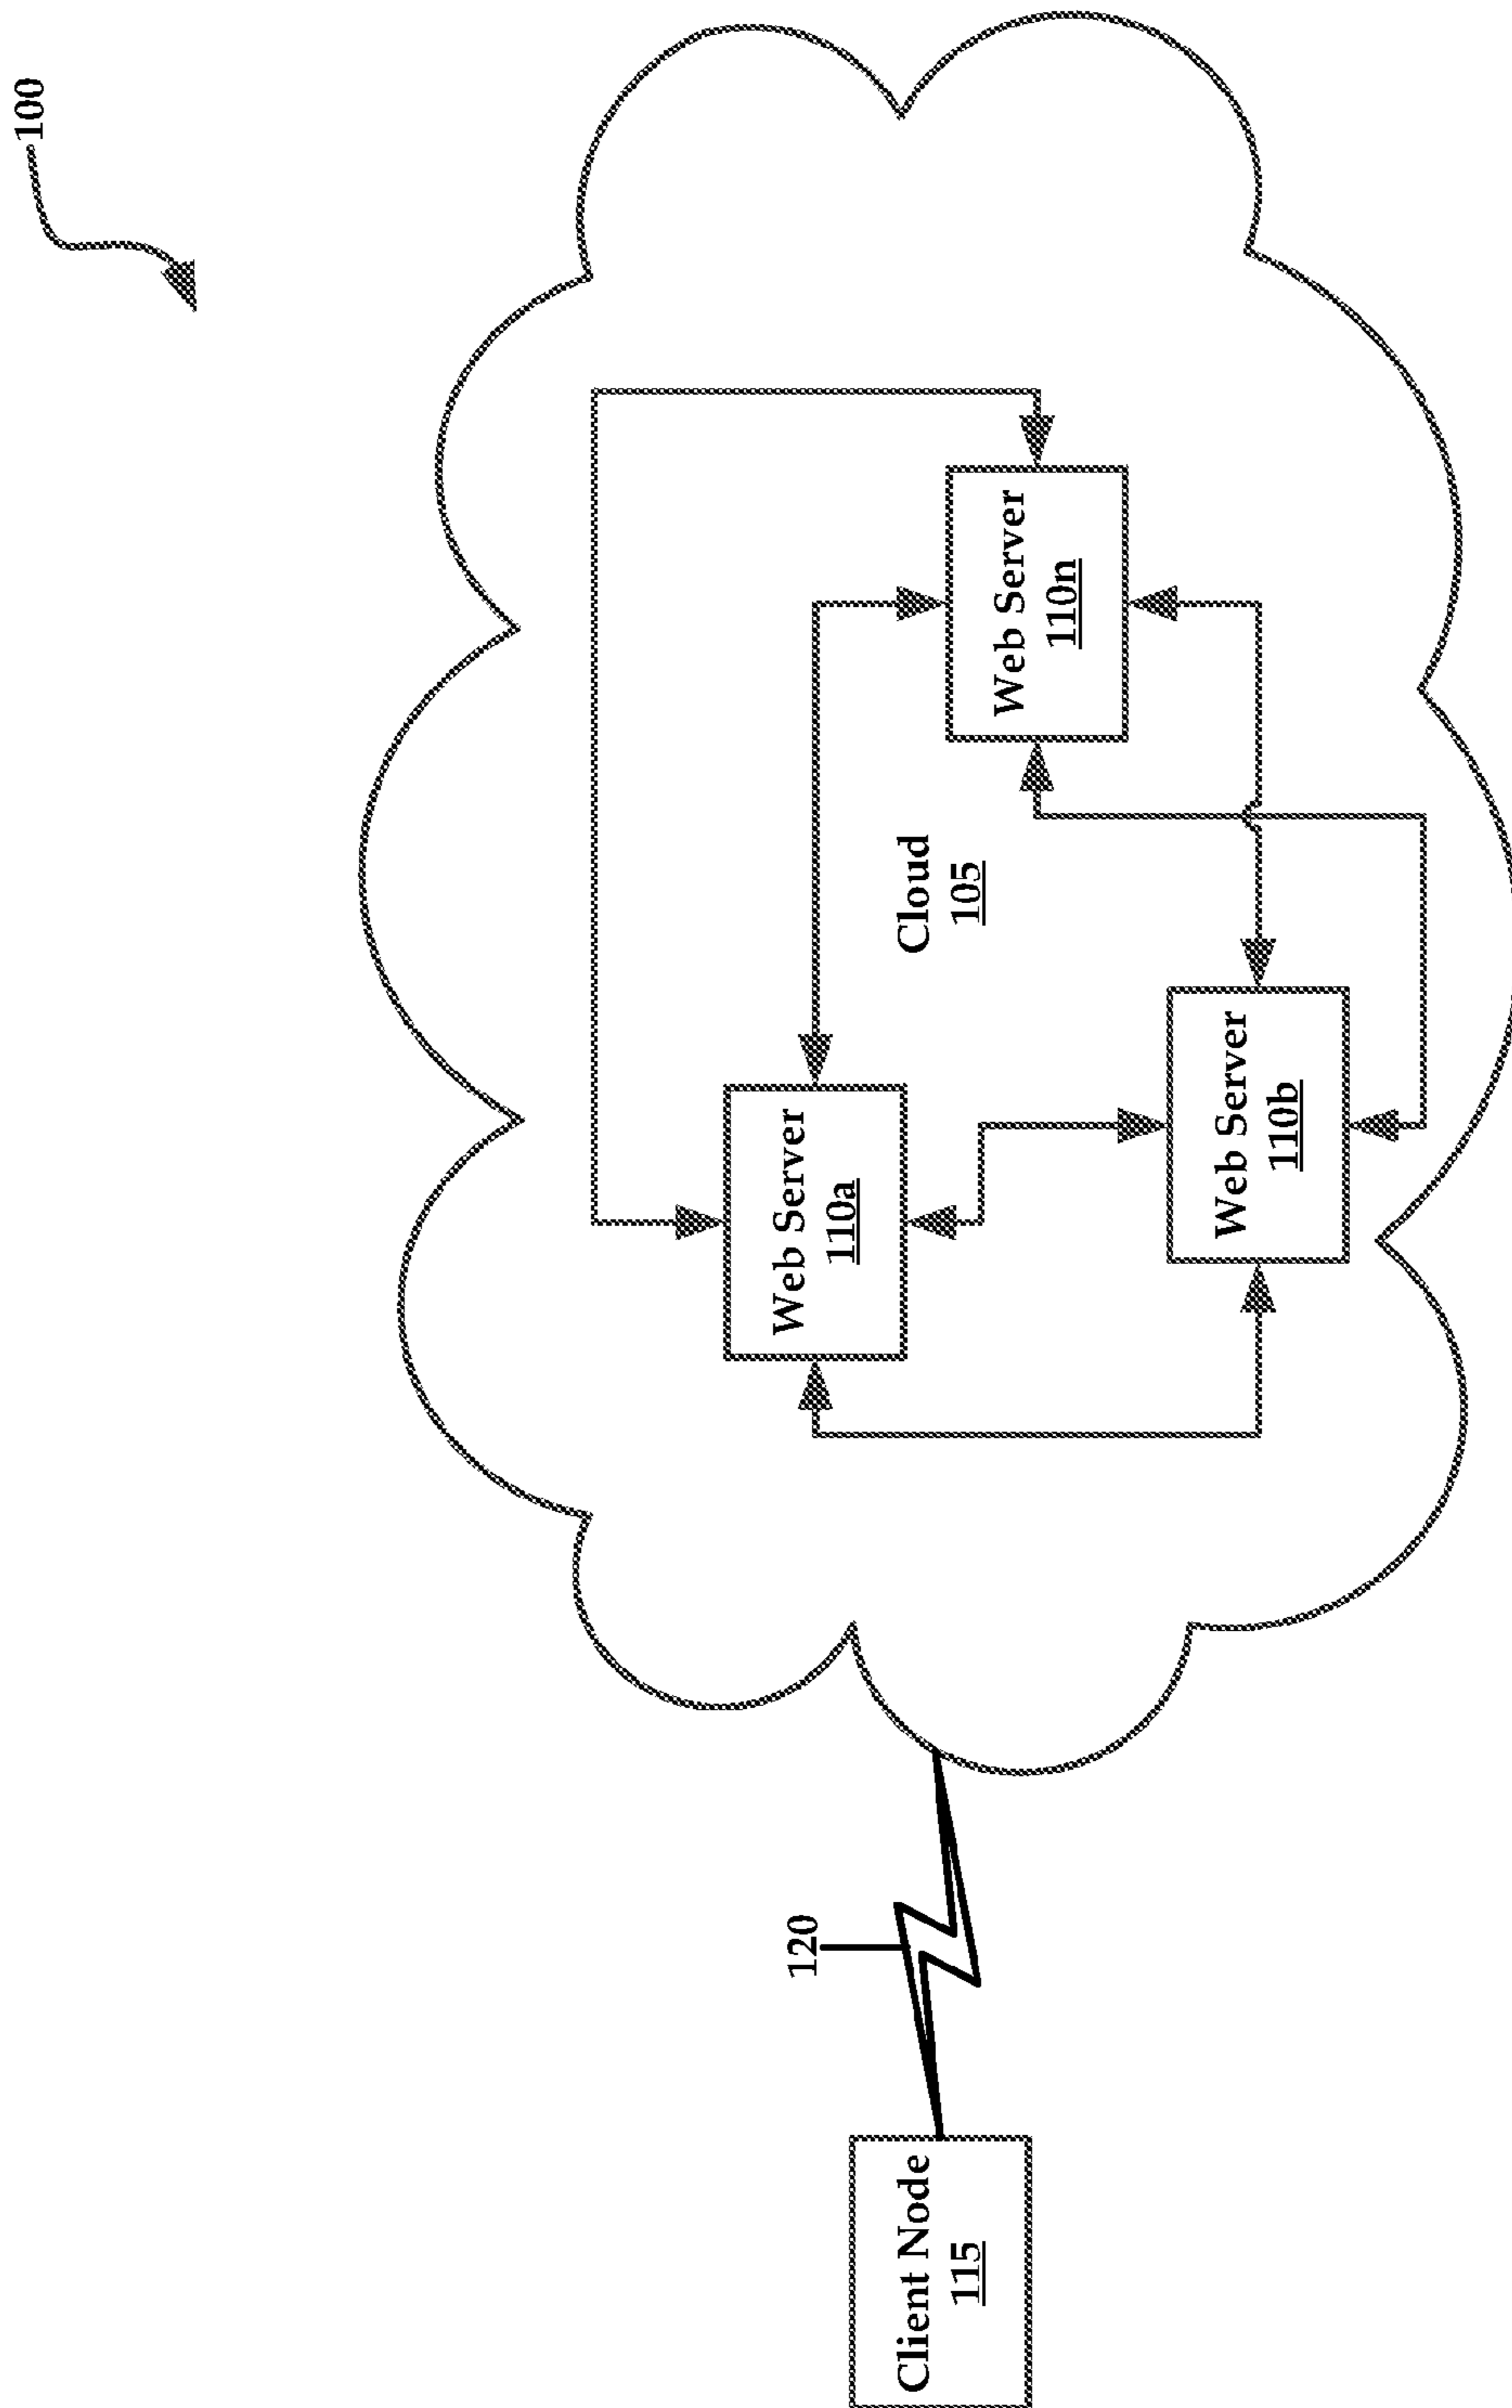 100
Web Server
110a
Web Server
110n
Cloud
105
Web Server
110b
120
Client Node
115